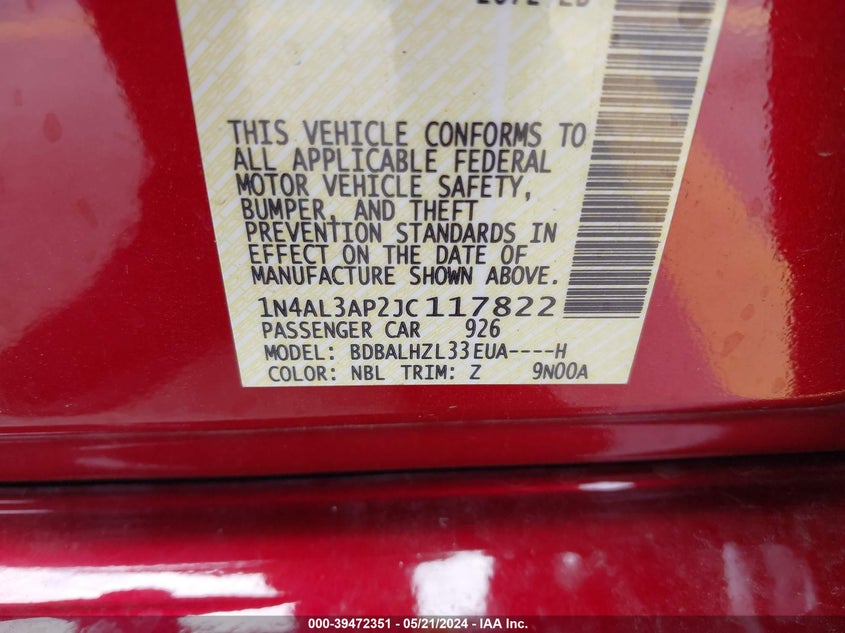 THIS VEHICLE CONFORMS TO
ALL APPLICABLE FEDERAL
MOTOR VEHICLE SAFETY,
BUMPER, AND THEFT
PREVENTION STANDARDS IN
EFFECT ON THE DATE OF
MANUFACTURE SHOWN ABOVE.
1N4AL3AP2JC117822
PASSENGER CAR 926
MODEL: BDBALHZL33EUA----H
COLOR: NBL TRIM: Z 9N00A
000-39472351 / 05/21/2024 - IAA Inc.